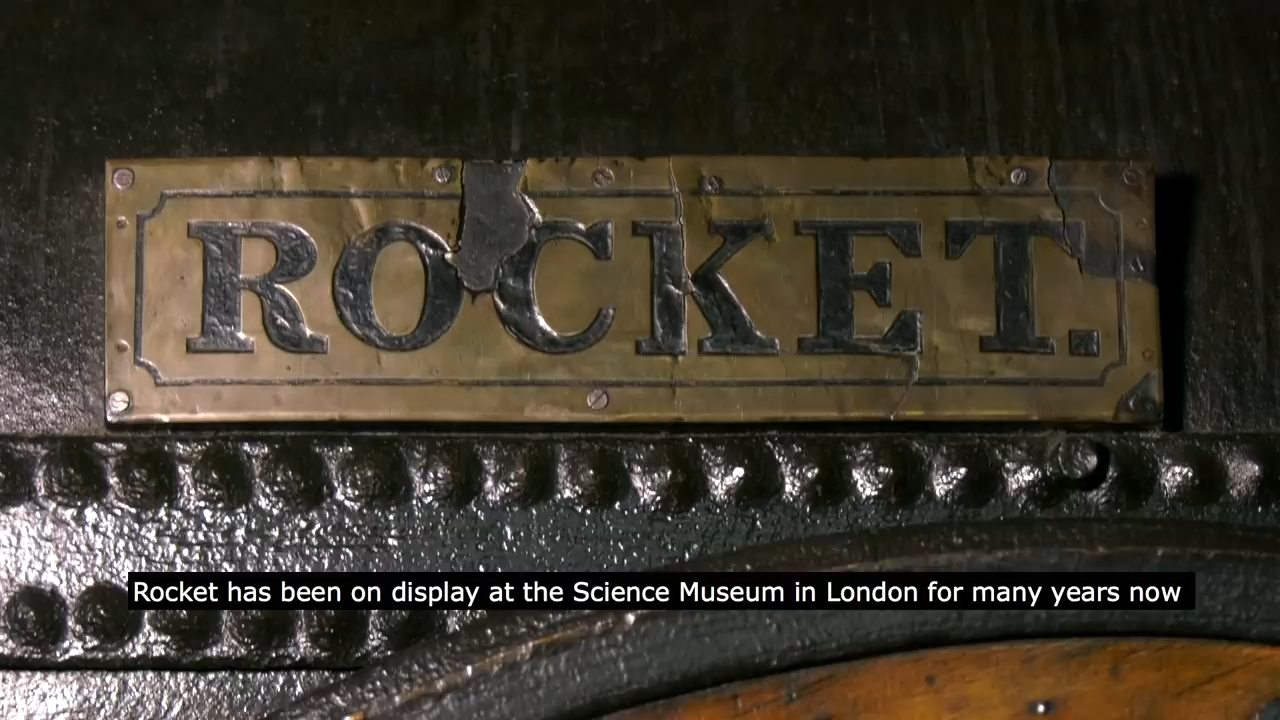 ROCKET.
Rocket has been on display at the Science Museum in London for many years now